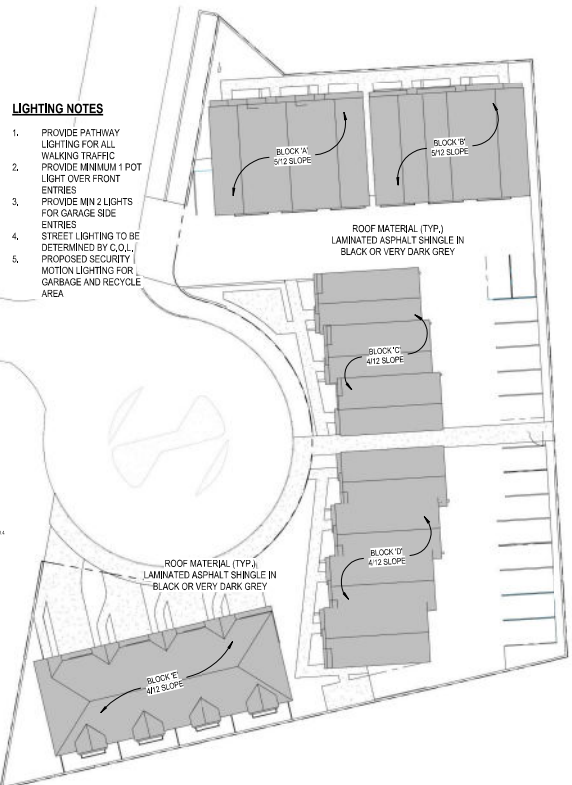 LIGHTING NOTES
1. PROVIDE PATHWAY
LIGHTING FOR ALL
WALKING TRAFFIC
2. PROVIDE MINIMUM 1 POT
LIGHT OVER FRONT
ENTRIES
3. PROVIDE MIN 2 LIGHTS
FOR GARAGE SIDE
ENTRIES
4. STREET LIGHTING TO BE
DETERMINED BY C.O.L.
5. PROPOSED SECURITY
MOTION LIGHTING FOR
GARBAGE AND RECYCLE
AREA
BLOCK 'A'
5/12 SLOPE
BLOCK 'B'
5/12 SLOPE
ROOF MATERIAL (TYP.)
LAMINATED ASPHALT SHINGLE IN
BLACK OR VERY DARK GREY
BLOCK 'C'
4/12 SLOPE
BLOCK 'D'
4/12 SLOPE
ROOF MATERIAL (TYP.)
LAMINATED ASPHALT SHINGLE IN
BLACK OR VERY DARK GREY
BLOCK 'E'
4/12 SLOPE